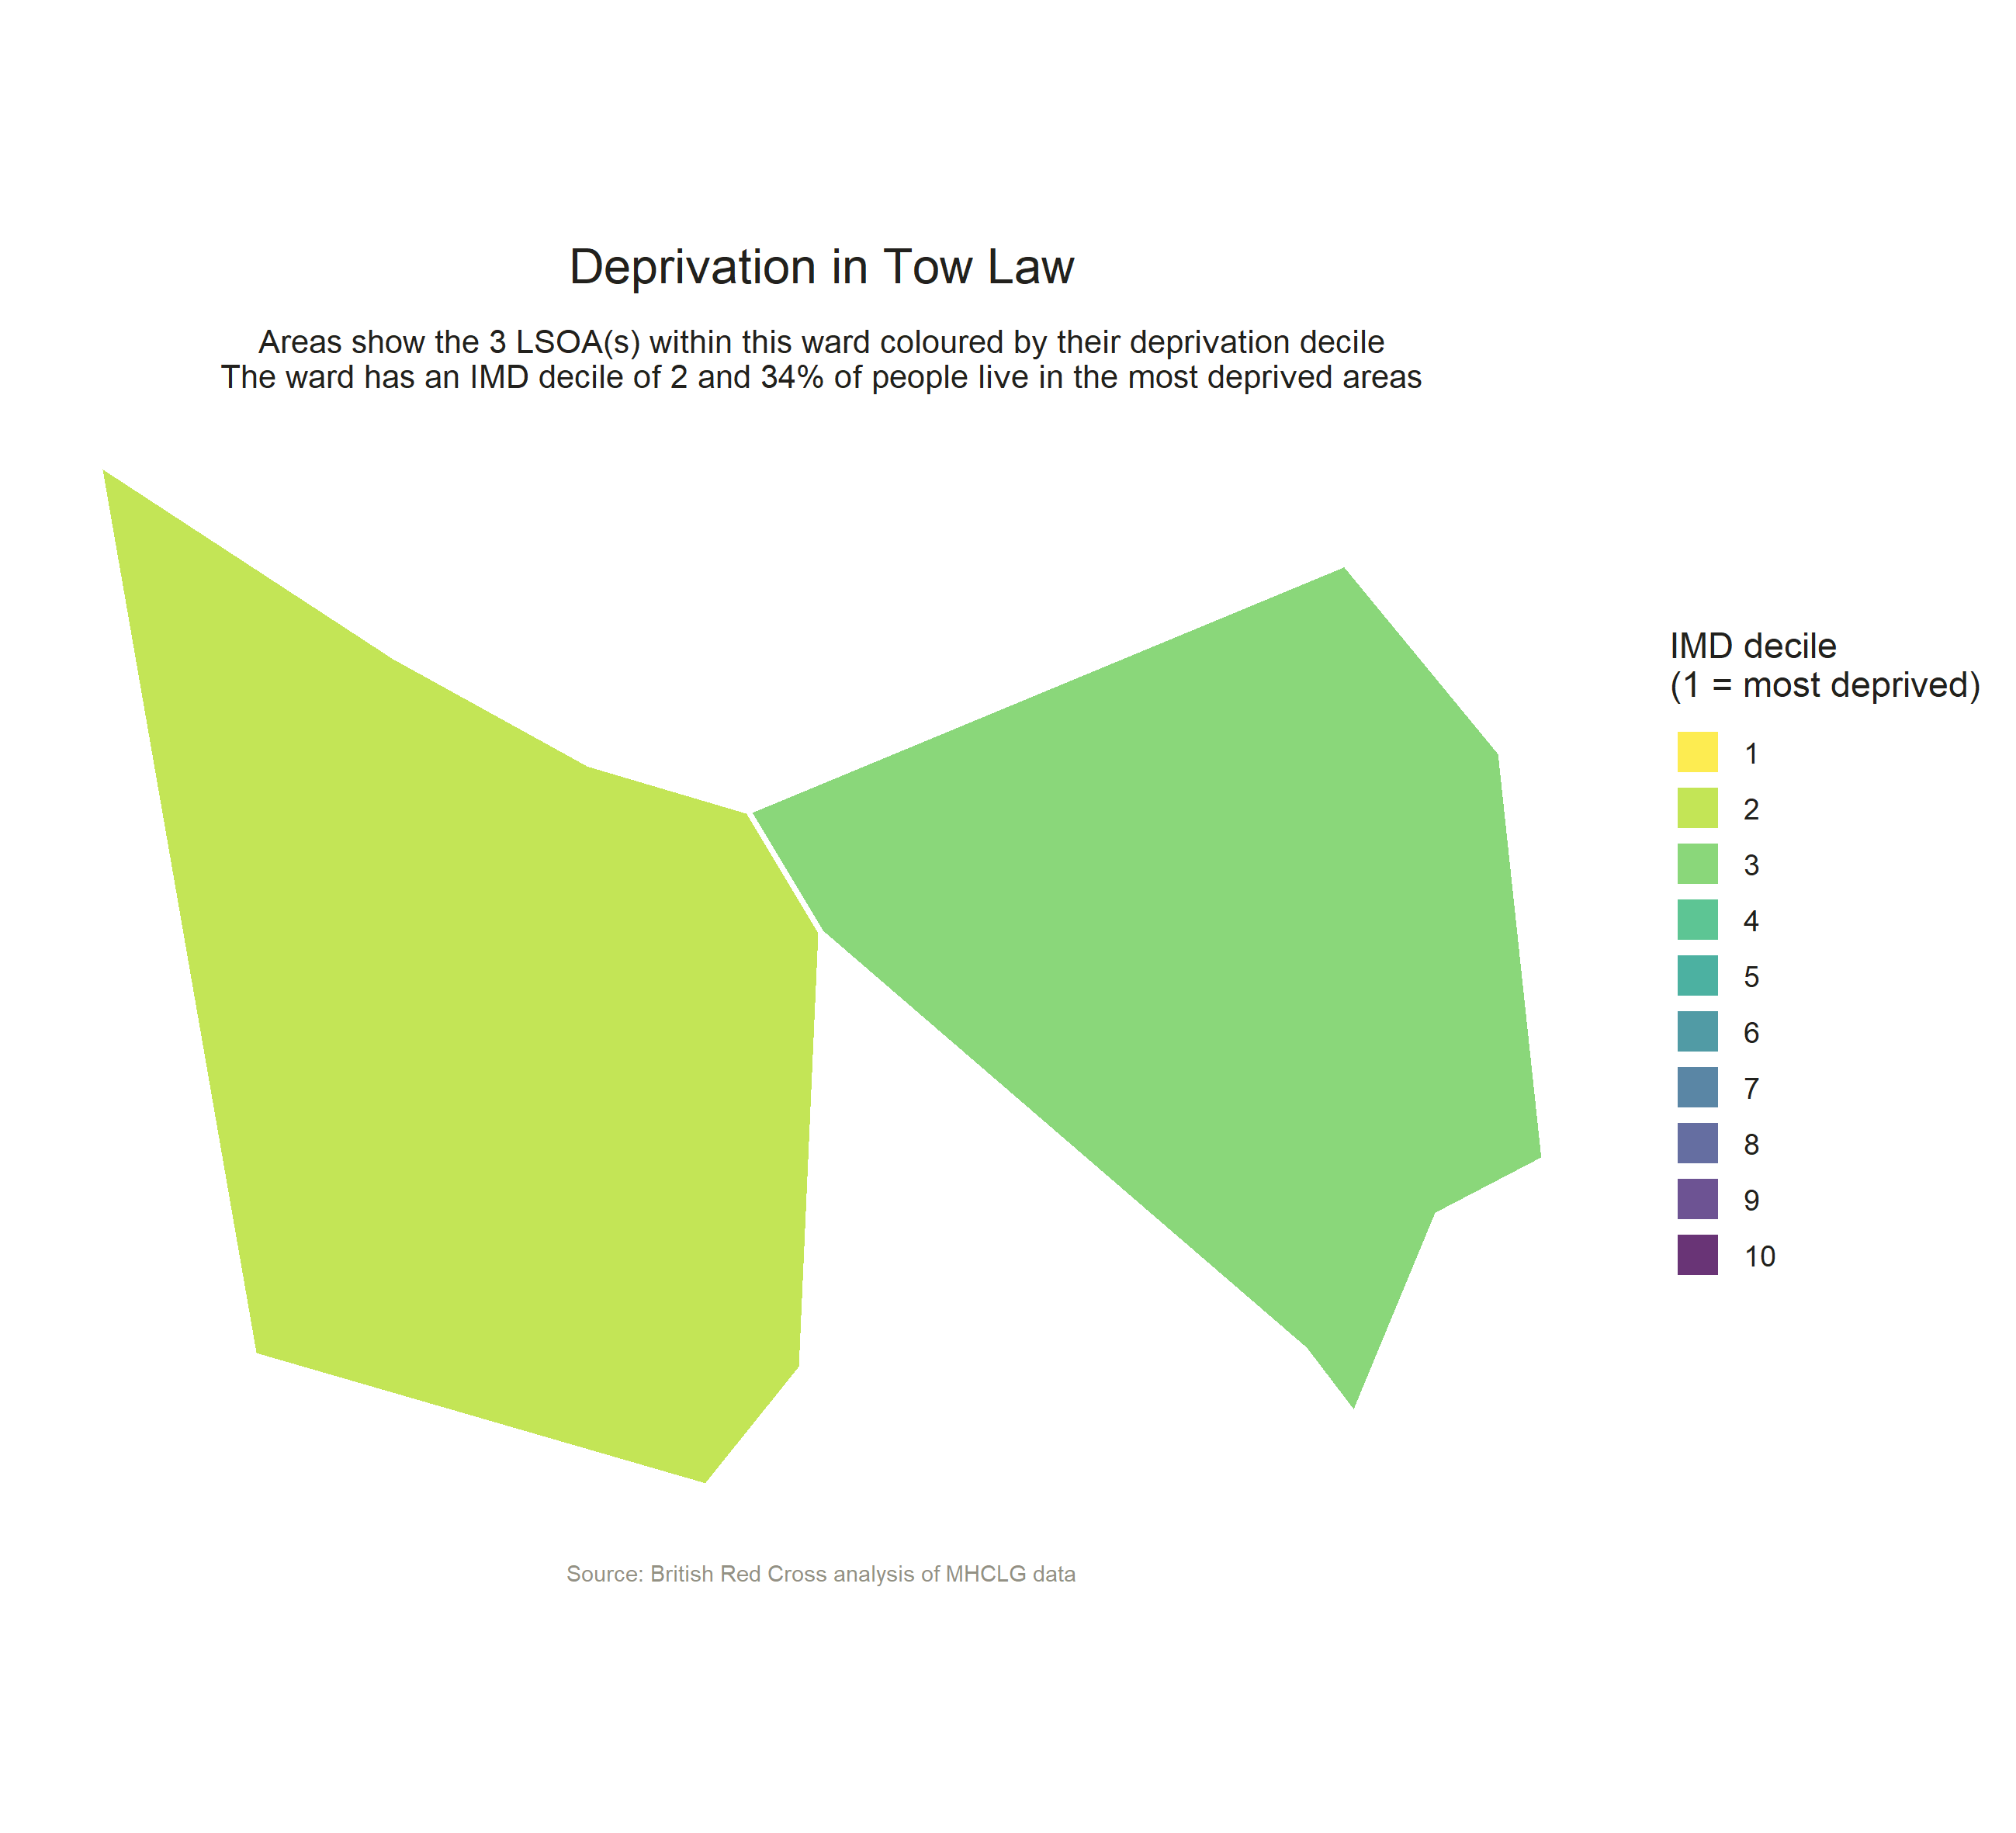 Deprivation in Tow Law
Areas show the 3 LSOA(s) within this ward coloured by their deprivation decile
The ward has an IMD decile of 2 and 34% of people live in the most deprived areas
IMD decile
(1 = most deprived)
1
2
3
4
5
6
7
8
9
10
Source: British Red Cross analysis of MHCLG data